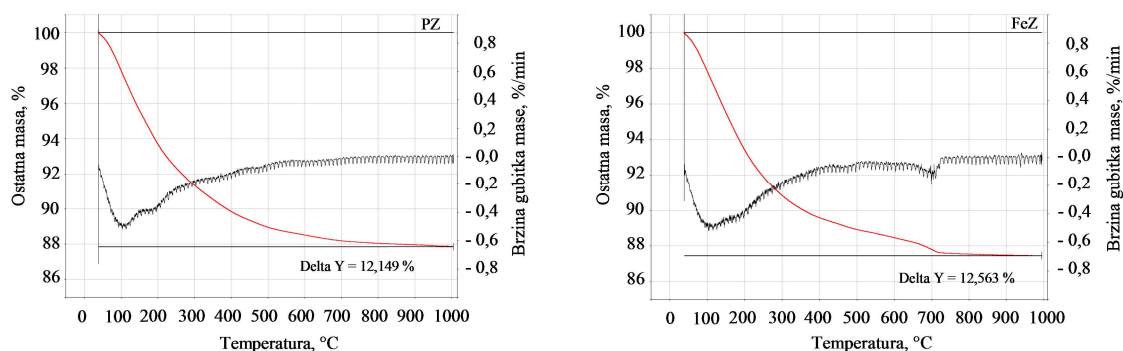 PZ
100
98
96
94
92
90
88
86
Ostatna masa, %
0,8
0,6
0,4
0,2
- 0,0
- 0,2
- 0,4
- 0,6
- 0,8
Brzina gubitka mase, %/min
Delta Y = 12,149 %
0 100 200 300 400 500 600 700 800 900 1000
Temperatura, °C
FeZ
100
98
96
94
92
90
88
86
Ostatna masa, %
0,8
0,6
0,4
0,2
- 0,0
- 0,2
- 0,4
- 0,6
- 0,8
Brzina gubitka mase, %/min
Delta Y = 12,563 %
0 100 200 300 400 500 600 700 800 900 1000
Temperatura, °C